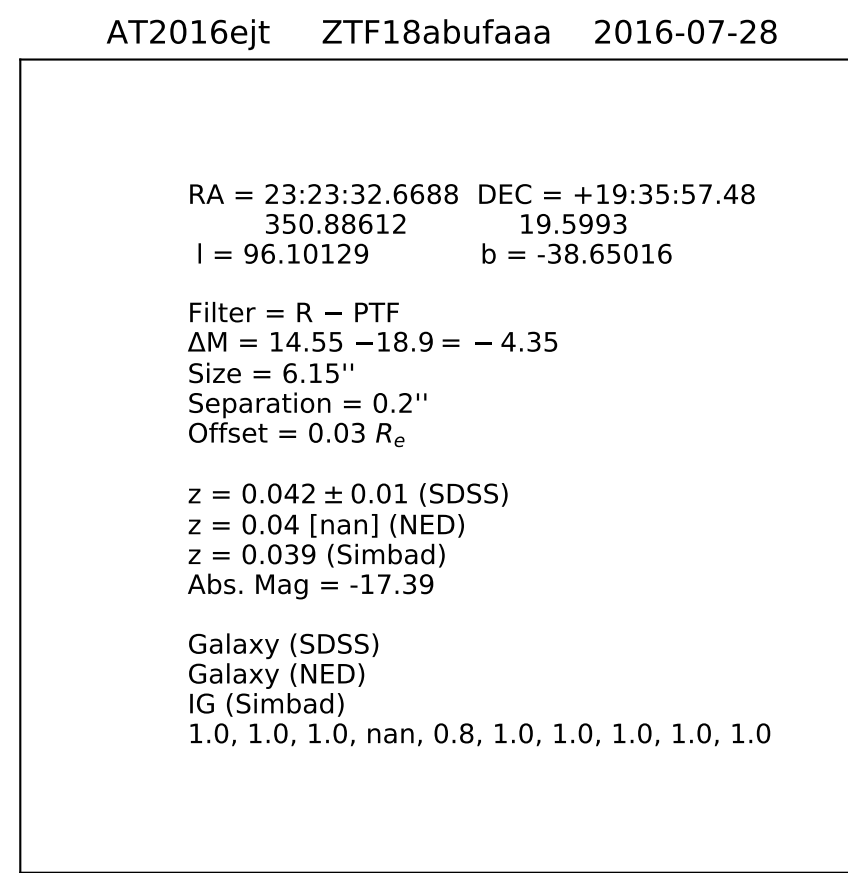 AT2016ejt ZTF18abufaaa 2016-07-28
RA = 23:23:32.6688 DEC = +19:35:57.48
350.88612 19.5993
l = 96.10129 b = -38.65016
Filter = R − PTF
ΔM = 14.55 −18.9 = − 4.35
Size = 6.15''
Separation = 0.2''
Offset = 0.03 Re
z = 0.042 ± 0.01 (SDSS)
z = 0.04 [nan] (NED)
z = 0.039 (Simbad)
Abs. Mag = -17.39
Galaxy (SDSS)
Galaxy (NED)
IG (Simbad)
1.0, 1.0, 1.0, nan, 0.8, 1.0, 1.0, 1.0, 1.0, 1.0